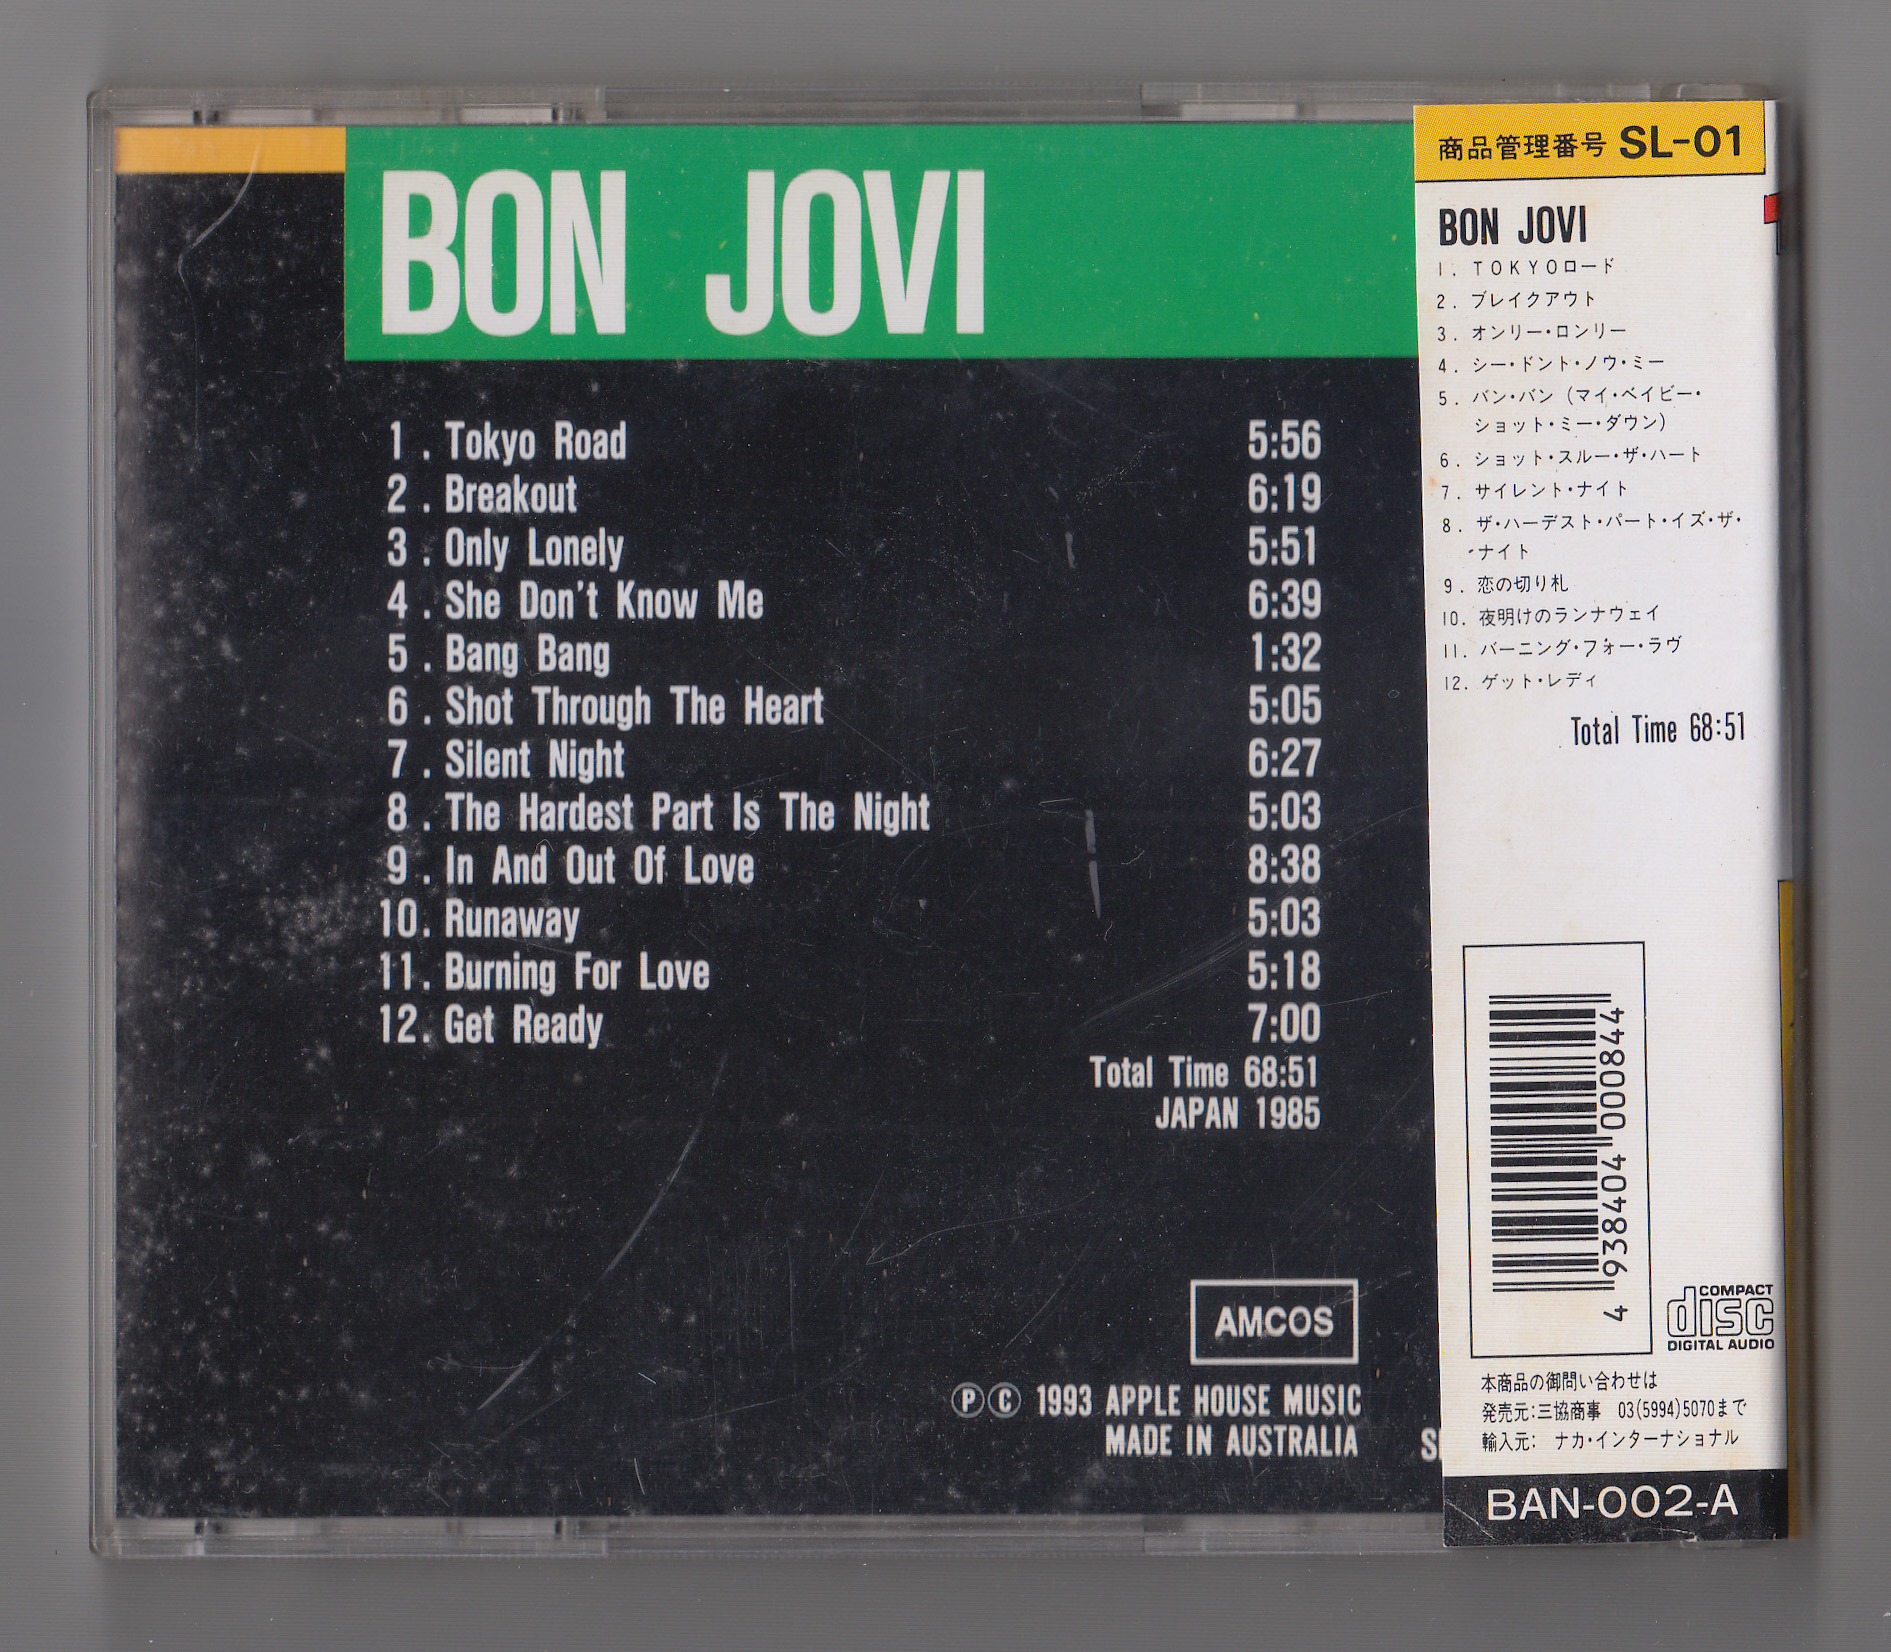 BON JOVI
1. Tokyo Road 5:56
2. Breakout 6:19
3. Only Lonely 5:51
4. She Don't Know Me 6:39
5. Bang Bang 1:32
6. Shot Through The Heart 5:05
7. Silent Night 6:27
8. The Hardest Part Is The Night 5:03
9. In And Out Of Love 8:38
10. Runaway 5:03
11. Burning For Love 5:18
12. Get Ready 7:00
Total Time 68:51
JAPAN 1985
AMCOS
Ⓟ Ⓒ 1993 APPLE HOUSE MUSIC
MADE IN AUSTRALIA
商品管理番号 SL-01
BON JOVI
1. TOKYOロード
2. ブレイクアウト
3. オンリー・ロンリー
4. シー・ドント・ノウ・ミー
5. バン・バン (マイ・ベイビー・
ショット・ミー・ダウン)
6. ショット・スルー・ザ・ハート
7. サイレント・ナイト
8. ザ・ハーデスト・パート・イズ・ザ・
・ナイト
9. 恋の切り札
10. 夜明けのランナウェイ
11. バーニング・フォー・ラヴ
12. ゲット・レディ
Total Time 68:51
4 938404 000844
COMPACT
disc
DIGITAL AUDIO
本商品の御問い合わせは
発売元:三協商事 03(5994)5070まで
輸入元: ナカ・インターナショナル
BAN-002-A